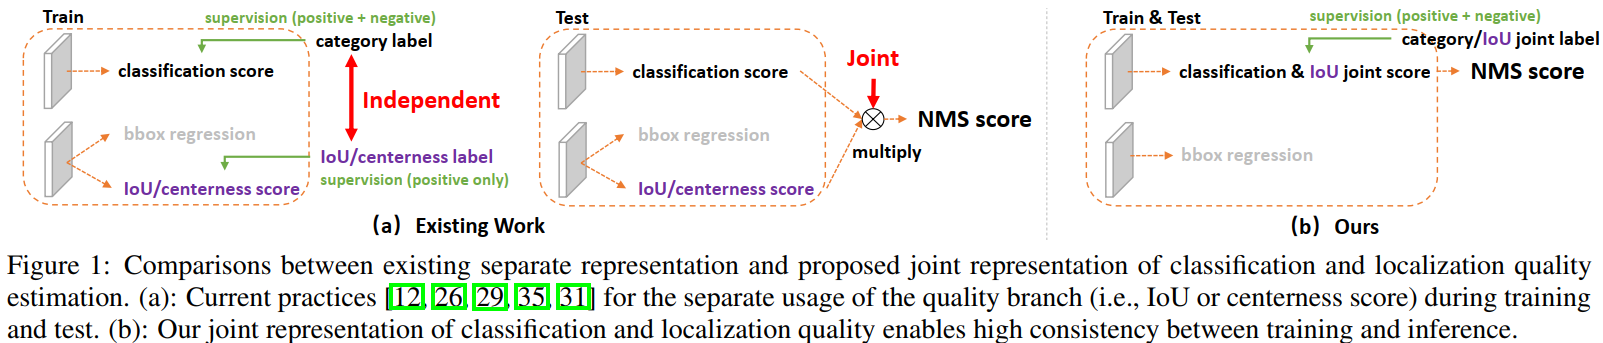 Train
supervision (positive + negative)
category label
classification score
Independent
bbox regression
IoU/centerness label
supervision (positive only)
IoU/centerness score
Test
classification score
Joint
NMS score
bbox regression
multiply
IoU/centerness score
(a) Existing Work
Train & Test
supervision (positive + negative)
category/IoU joint label
classification & IoU joint score
NMS score
bbox regression
(b) Ours
Figure 1: Comparisons between existing separate representation and proposed joint representation of classification and localization quality
estimation. (a): Current practices [12, 26, 29, 35, 31] for the separate usage of the quality branch (i.e., IoU or centerness score) during training
and test. (b): Our joint representation of classification and localization quality enables high consistency between training and inference.